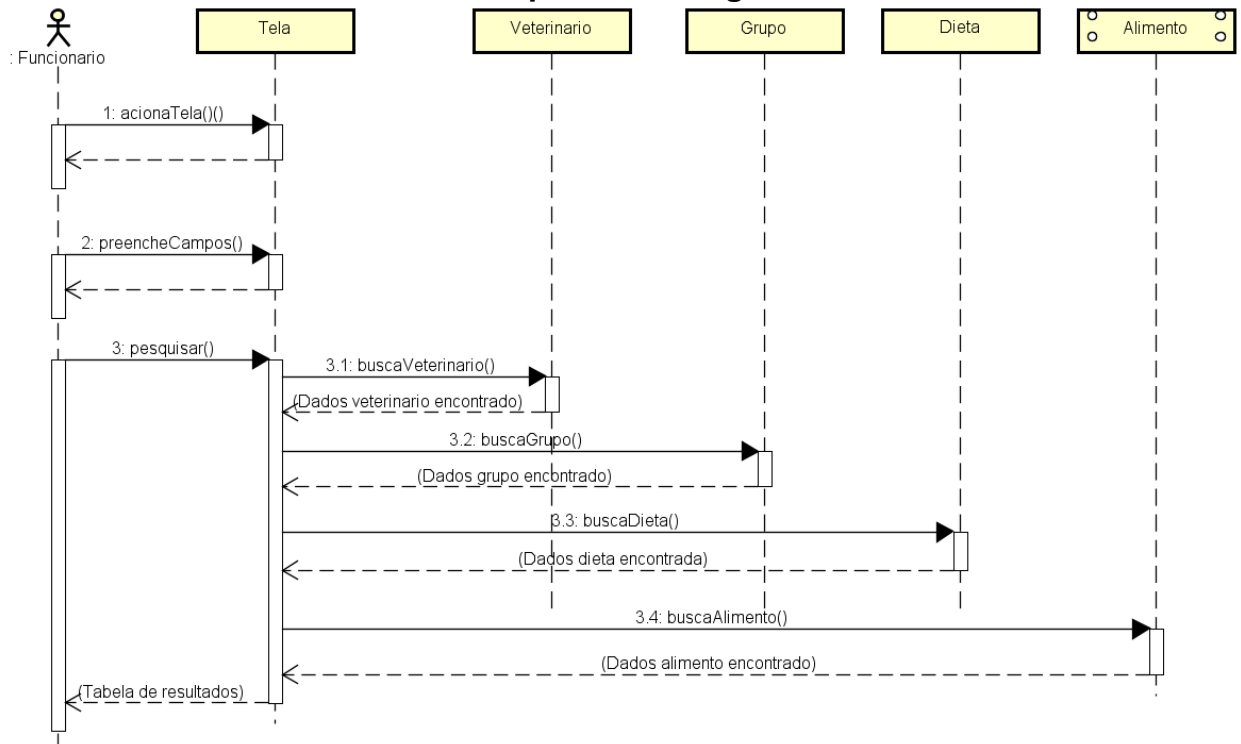 Tela
Veterinario
Grupo
Dieta
Alimento
: Funcionario
1: acionaTela()()
2: preencheCampos()
3: pesquisar()
3.1: buscaVeterinario()
(Dados veterinario encontrado)
3.2: buscaGrupo()
(Dados grupo encontrado)
3.3: buscaDieta()
(Dados dieta encontrada)
3.4: buscaAlimento()
(Dados alimento encontrado)
(Tabela de resultados)